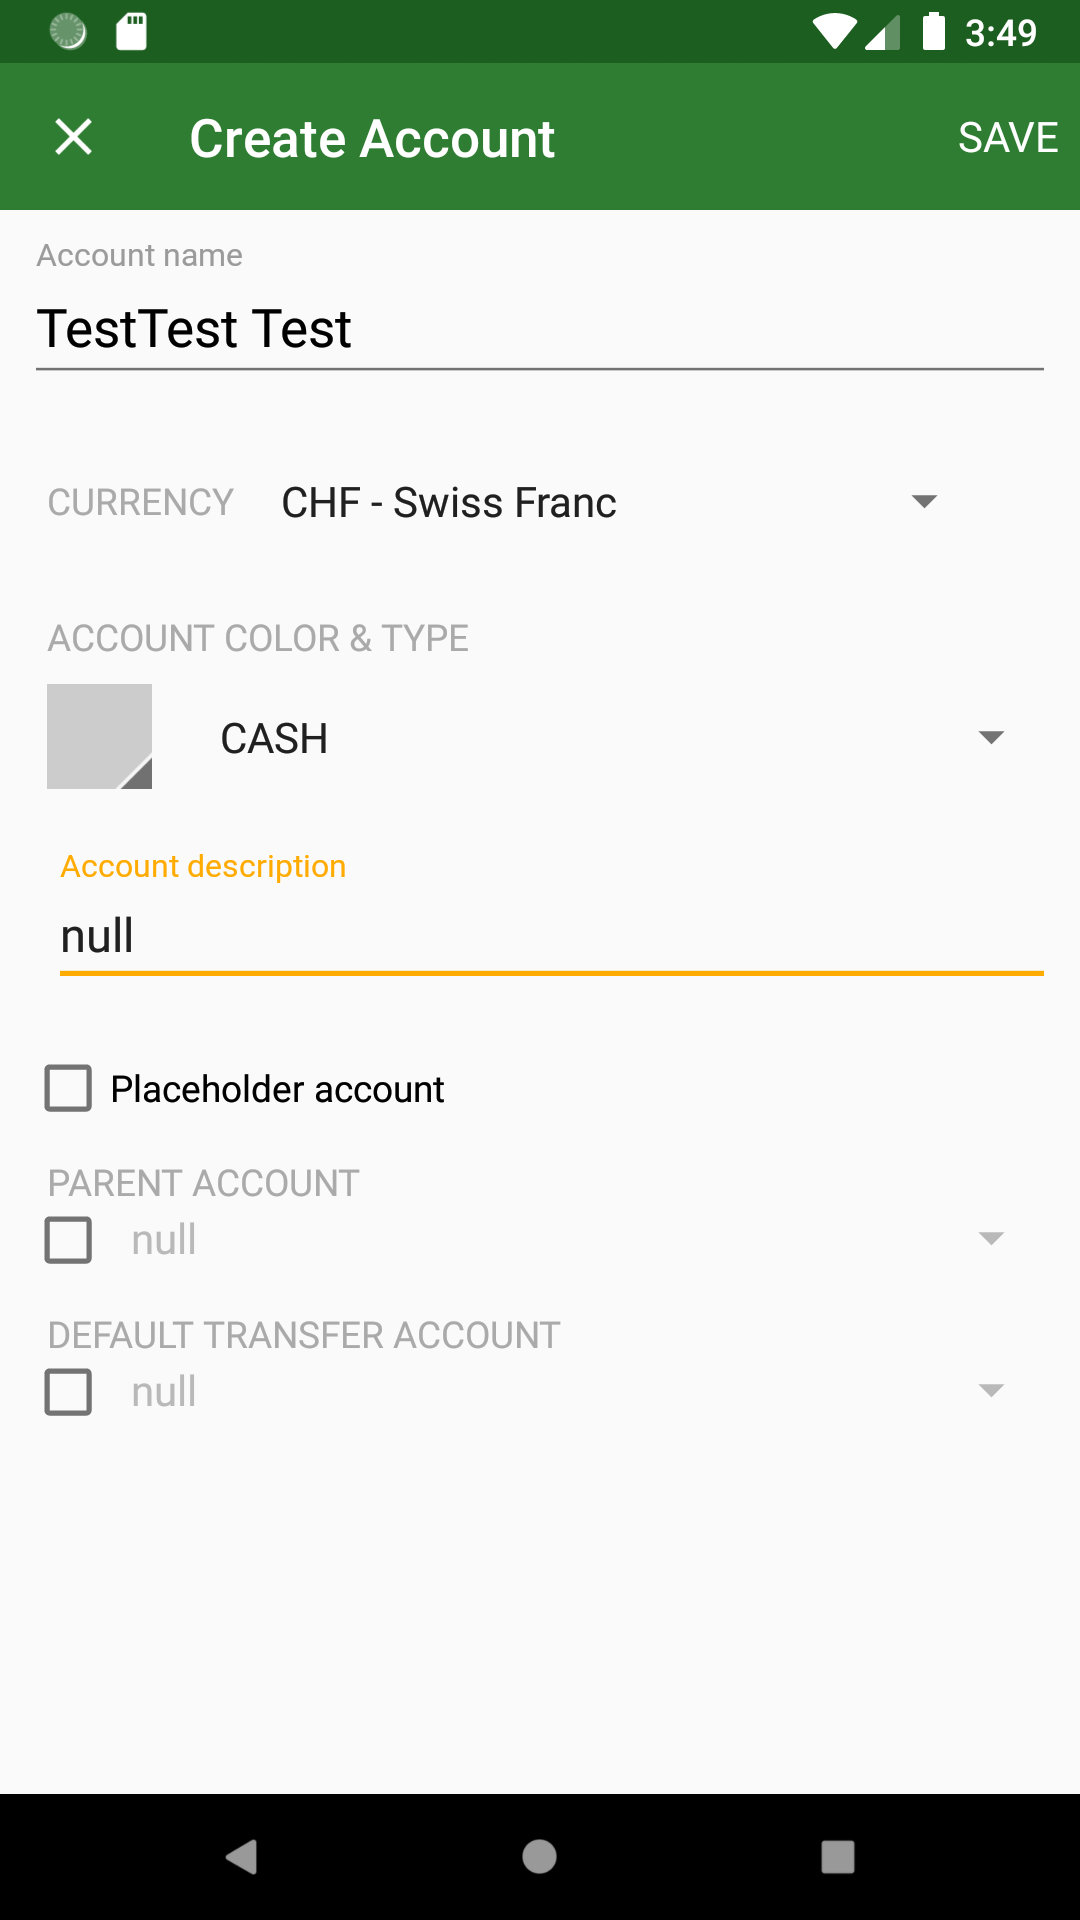 3:49
Create Account
SAVE
Account name
TestTest Test
CURRENCY CHF - Swiss Franc
ACCOUNT COLOR & TYPE
CASH
Account description
null
Placeholder account
PARENT ACCOUNT
null
DEFAULT TRANSFER ACCOUNT
null